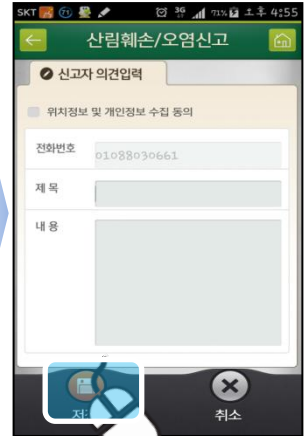 SKT 3G 71% 오후 4:55
산림훼손/오염신고
신고자 의견입력
위치정보 및 개인정보 수집 동의
전화번호 01088030661
제 목
내 용
취소